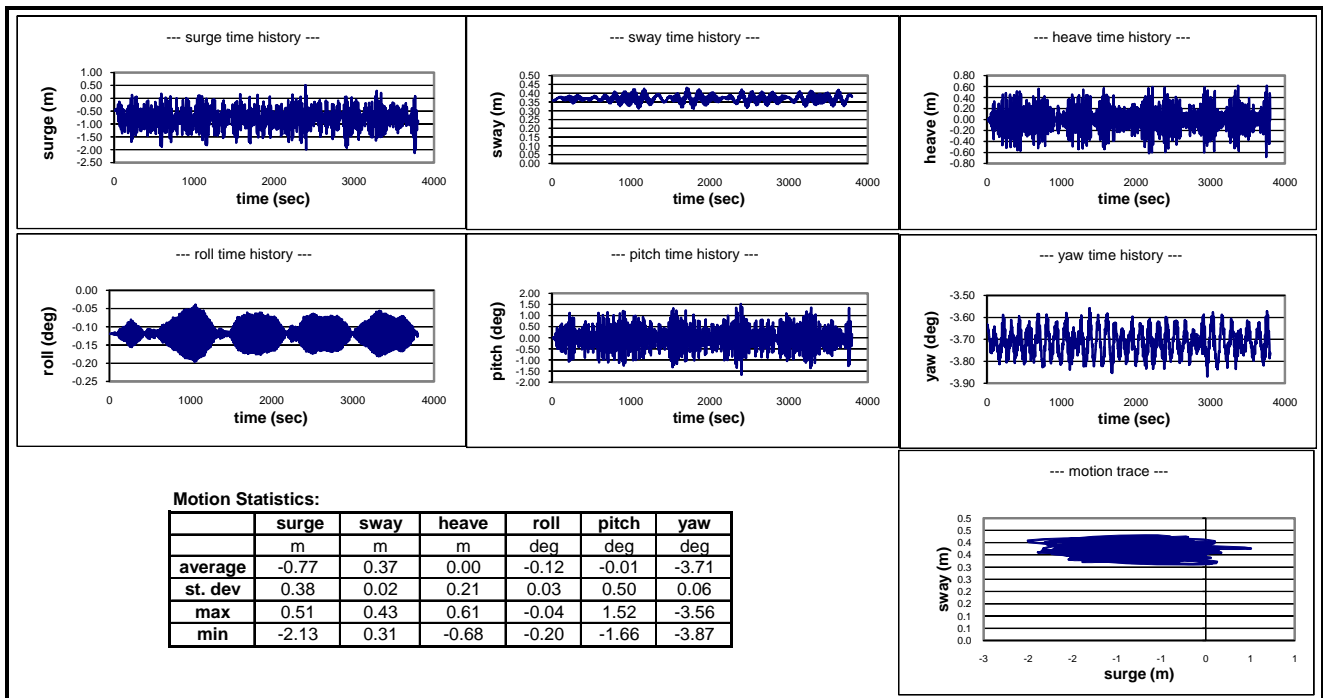 --- surge time history ---
1.00
0.50
0.00
-0.50
-1.00
-1.50
-2.00
-2.50
surge (m)
0 1000 2000 3000 4000
time (sec)
--- sway time history ---
0.50
0.45
0.40
0.35
0.30
0.25
0.20
0.15
0.10
0.05
0.00
sway (m)
0 1000 2000 3000 4000
time (sec)
--- heave time history ---
0.80
0.60
0.40
0.20
0.00
-0.20
-0.40
-0.60
-0.80
heave (m)
0 1000 2000 3000 4000
time (sec)
--- roll time history ---
0.00
-0.05
-0.10
-0.15
-0.20
-0.25
roll (deg)
0 1000 2000 3000 4000
time (sec)
--- pitch time history ---
2.00
1.50
1.00
0.50
0.00
-0.50
-1.00
-1.50
-2.00
pitch (deg)
0 1000 2000 3000 4000
time (sec)
--- yaw time history ---
-3.50
-3.60
-3.70
-3.80
-3.90
yaw (deg)
0 1000 2000 3000 4000
time (sec)
Motion Statistics:
surge sway heave roll pitch yaw
m m m deg deg deg
average -0.77 0.37 0.00 -0.12 -0.01 -3.71
st. dev 0.38 0.02 0.21 0.03 0.50 0.06
max 0.51 0.43 0.61 -0.04 1.52 -3.56
min -2.13 0.31 -0.68 -0.20 -1.66 -3.87
--- motion trace ---
0.5
0.5
0.4
0.4
0.3
0.3
0.2
0.2
0.1
0.1
0.0
sway (m)
-3 -2 -2 -1 -1 0 1 1
surge (m)